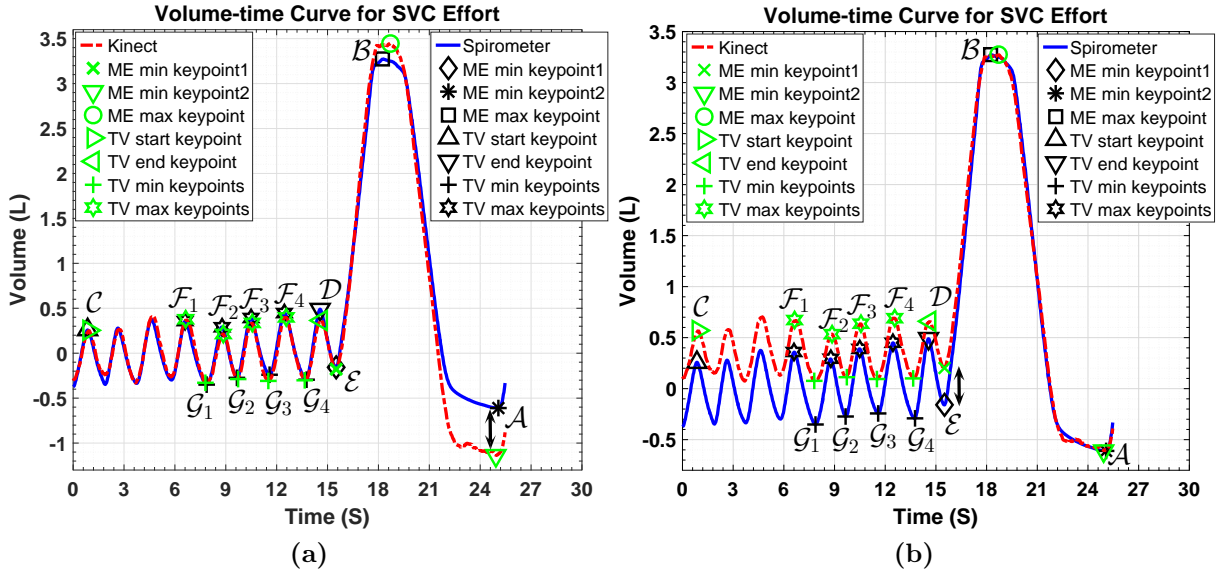 Volume-time Curve for SVC Effort
Volume (L)
3.5
3
2.5
2
1.5
1
0.5
0
-0.5
-1
Kinect
ME min keypoint1
ME min keypoint2
ME max keypoint
TV start keypoint
TV end keypoint
TV min keypoints
TV max keypoints
Spirometer
ME min keypoint1
ME min keypoint2
ME max keypoint
TV start keypoint
TV end keypoint
TV min keypoints
TV max keypoints
B
C
F1
F2
F3
F4
D
G1
G2
G3
G4
E
A
0 3 6 9 12 15 18 21 24 27 30
Time (S)
(a)
Volume-time Curve for SVC Effort
Volume (L)
3.5
3
2.5
2
1.5
1
0.5
0
-0.5
Kinect
ME min keypoint1
ME min keypoint2
ME max keypoint
TV start keypoint
TV end keypoint
TV min keypoints
TV max keypoints
Spirometer
ME min keypoint1
ME min keypoint2
ME max keypoint
TV start keypoint
TV end keypoint
TV min keypoints
TV max keypoints
B
C
F1
F2
F3
F4
D
G1
G2
G3
G4
E
A
0 3 6 9 12 15 18 21 24 27 30
Time (S)
(b)